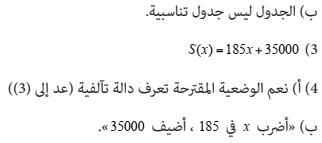 ب) الجدول ليس جدول تناسبية.
3) S(x) = 185x + 35000
4) أ) نعم الوضعية المقترحة تعرف دالة تآلفية (عد إلى 3))
ب) «أضرب x في 185 ، أضيف 35000».